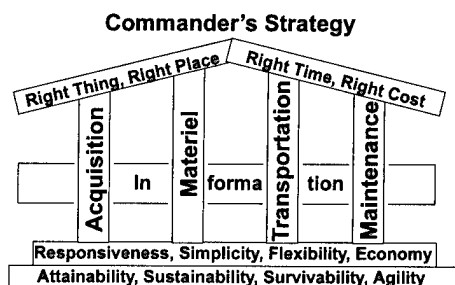 Commander's Strategy
Right Thing, Right Place
Right Time, Right Cost
Acquisition
Materiel
Transportation
Maintenance
In forma tion
Responsiveness, Simplicity, Flexibility, Economy
Attainability, Sustainability, Survivability, Agility